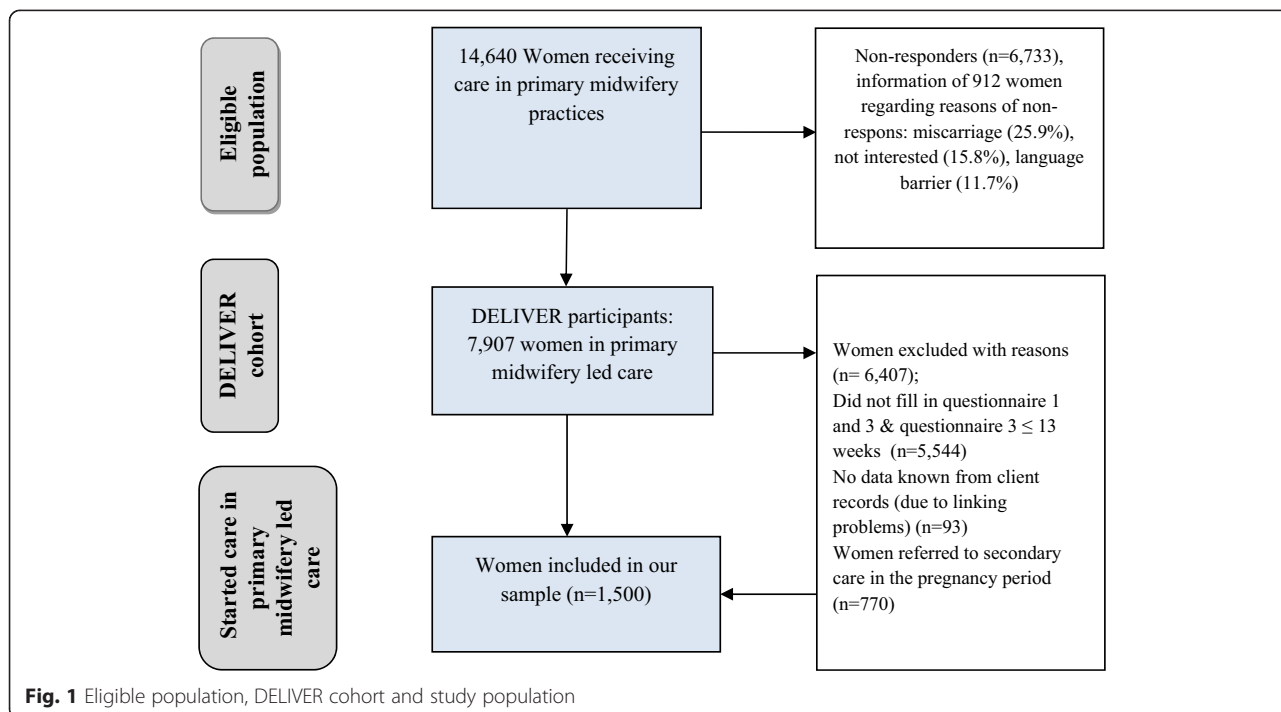 Eligible
population
14,640 Women receiving
care in primary midwifery
practices
Non-responders (n=6,733),
information of 912 women
regarding reasons of non-
respons: miscarriage (25.9%),
not interested (15.8%), language
barrier (11.7%)
DELIVER
cohort
DELIVER participants:
7,907 women in primary
midwifery led care
Women excluded with reasons
(n= 6,407);
Did not fill in questionnaire 1
and 3 & questionnaire 3 ≤ 13
weeks (n=5,544)
No data known from client
records (due to linking
problems) (n=93)
Women referred to secondary
care in the pregnancy period
(n=770)
Started care in
primary
midwifery led
care
Women included in our
sample (n=1,500)
Fig. 1 Eligible population, DELIVER cohort and study population